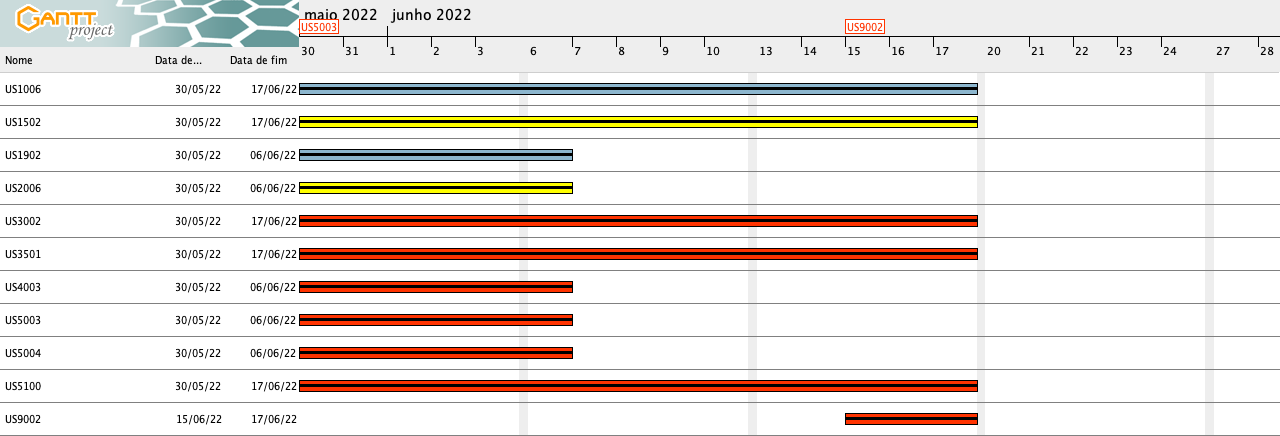 GANTT project
maio 2022 junho 2022
US5003 US9002
30 31 1 2 3 6 7 8 9 10 13 14 15 16 17 20 21 22 23 24 27 28
Nome Data de... Data de fim
US1006 30/05/22 17/06/22
US1502 30/05/22 17/06/22
US1902 30/05/22 06/06/22
US2006 30/05/22 06/06/22
US3002 30/05/22 17/06/22
US3501 30/05/22 17/06/22
US4003 30/05/22 06/06/22
US5003 30/05/22 06/06/22
US5004 30/05/22 06/06/22
US5100 30/05/22 17/06/22
US9002 15/06/22 17/06/22